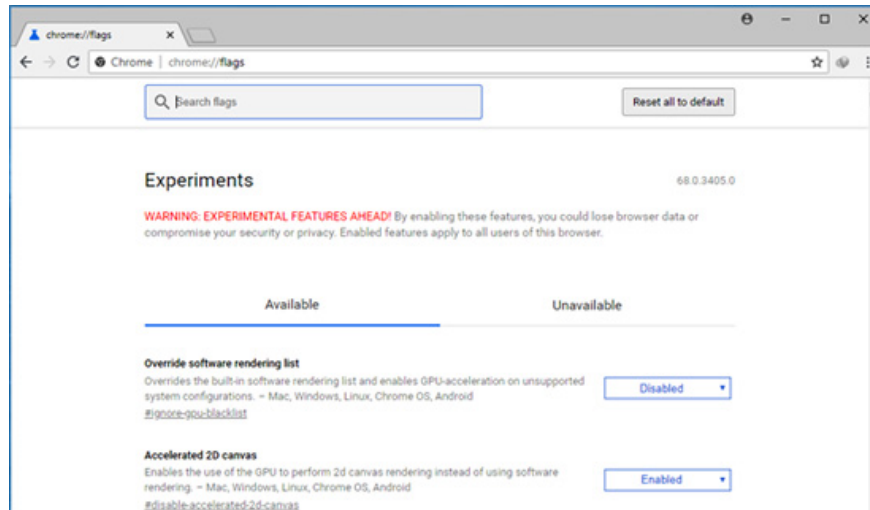 chrome://flags
Chrome | chrome://flags
Search flags
Reset all to default
Experiments
68.0.3405.0
WARNING: EXPERIMENTAL FEATURES AHEAD! By enabling these features, you could lose browser data or
compromise your security or privacy. Enabled features apply to all users of this browser.
Available
Unavailable
Override software rendering list
Overrides the built-in software rendering list and enables GPU-acceleration on unsupported
system configurations. – Mac, Windows, Linux, Chrome OS, Android
#ignore-gpu-blacklist
Disabled
Accelerated 2D canvas
Enables the use of the GPU to perform 2d canvas rendering instead of using software
rendering. – Mac, Windows, Linux, Chrome OS, Android
#disable-accelerated-2d-canvas
Enabled